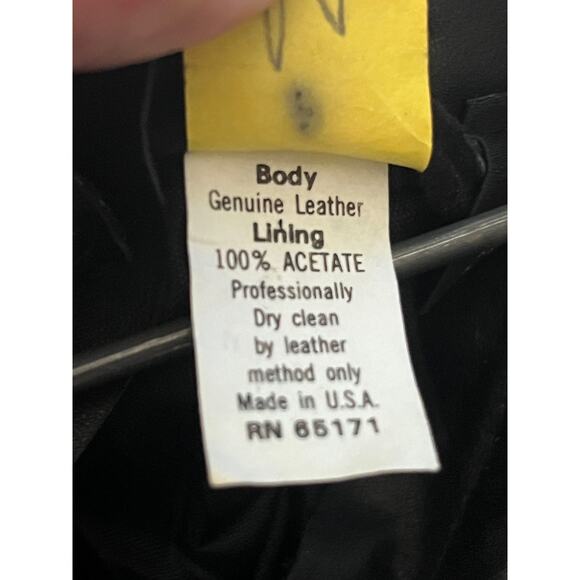 Body
Genuine Leather
Lining
100% ACETATE
Professionally
Dry clean
by leather
method only
Made in U.S.A.
RN 65171